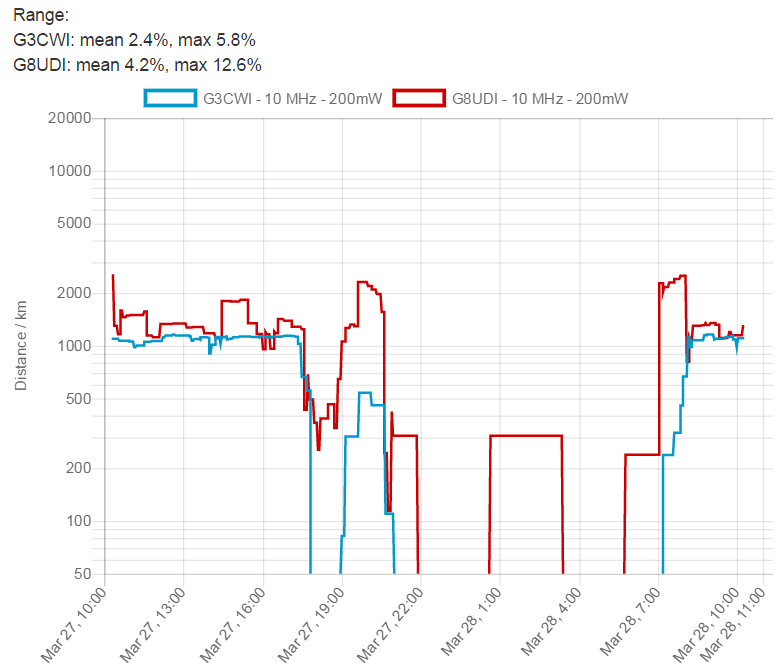 Range:
G3CWI: mean 2.4%, max 5.8%
G8UDI: mean 4.2%, max 12.6%
G3CWI - 10 MHz - 200mW G8UDI - 10 MHz - 200mW
20000
10000
5000
2000
1000
500
200
100
50
Distance / km
Mar 27, 10:00
Mar 27, 13:00
Mar 27, 16:00
Mar 27, 19:00
Mar 27, 22:00
Mar 28, 1:00
Mar 28, 4:00
Mar 28, 7:00
Mar 28, 10:00
Mar 28, 11:00